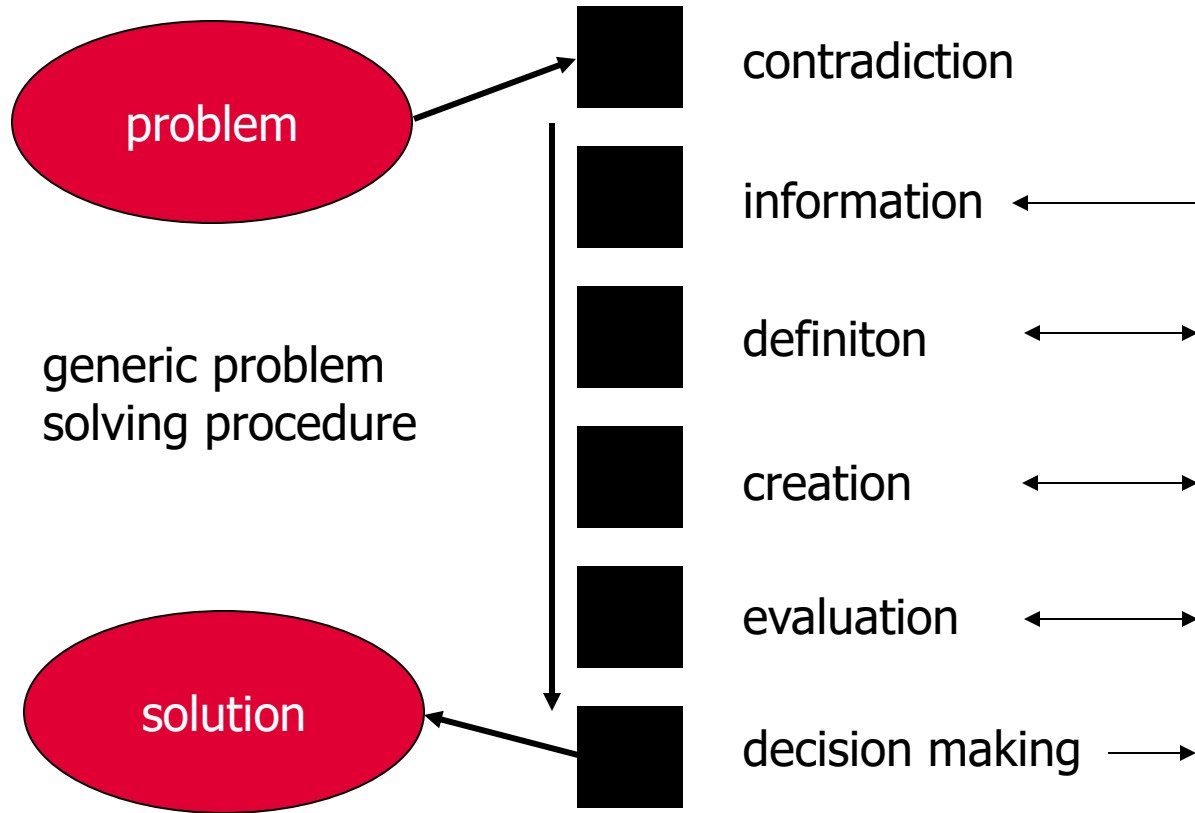 problem
contradiction
information
definiton
generic problem
solving procedure
creation
evaluation
solution
decision making